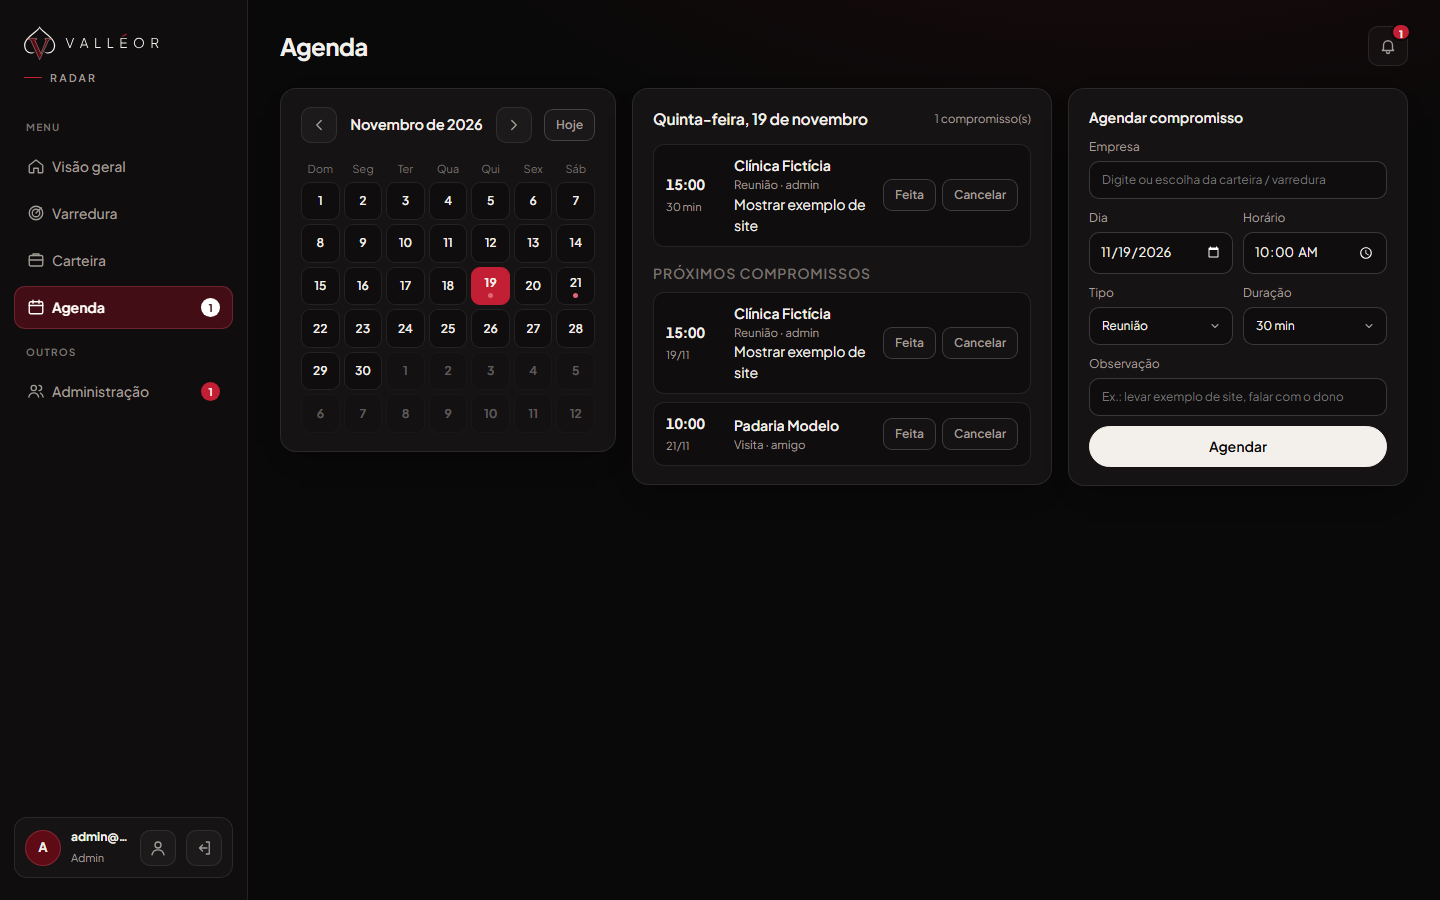 VALLÉOR
RADAR
MENU
Visão geral
Varredura
Carteira
Agenda 1
OUTROS
Administração 1
A
admin@...
Admin
Agenda
1
Novembro de 2026
Hoje
Dom Seg Ter Qua Qui Sex Sáb
1 2 3 4 5 6 7
8 9 10 11 12 13 14
15 16 17 18 19 20 21
22 23 24 25 26 27 28
29 30 1 2 3 4 5
6 7 8 9 10 11 12
Quinta-feira, 19 de novembro
1 compromisso(s)
15:00
30 min
Clínica Fictícia
Reunião · admin
Mostrar exemplo de
site
Feita Cancelar
PRÓXIMOS COMPROMISSOS
15:00
19/11
Clínica Fictícia
Reunião · admin
Mostrar exemplo de
site
Feita Cancelar
10:00
21/11
Padaria Modelo
Visita · amigo
Feita Cancelar
Agendar compromisso
Empresa
Digite ou escolha da carteira / varredura
Dia Horário
11/19/2026 10:00 AM
Tipo Duração
Reunião 30 min
Observação
Ex.: levar exemplo de site, falar com o dono
Agendar